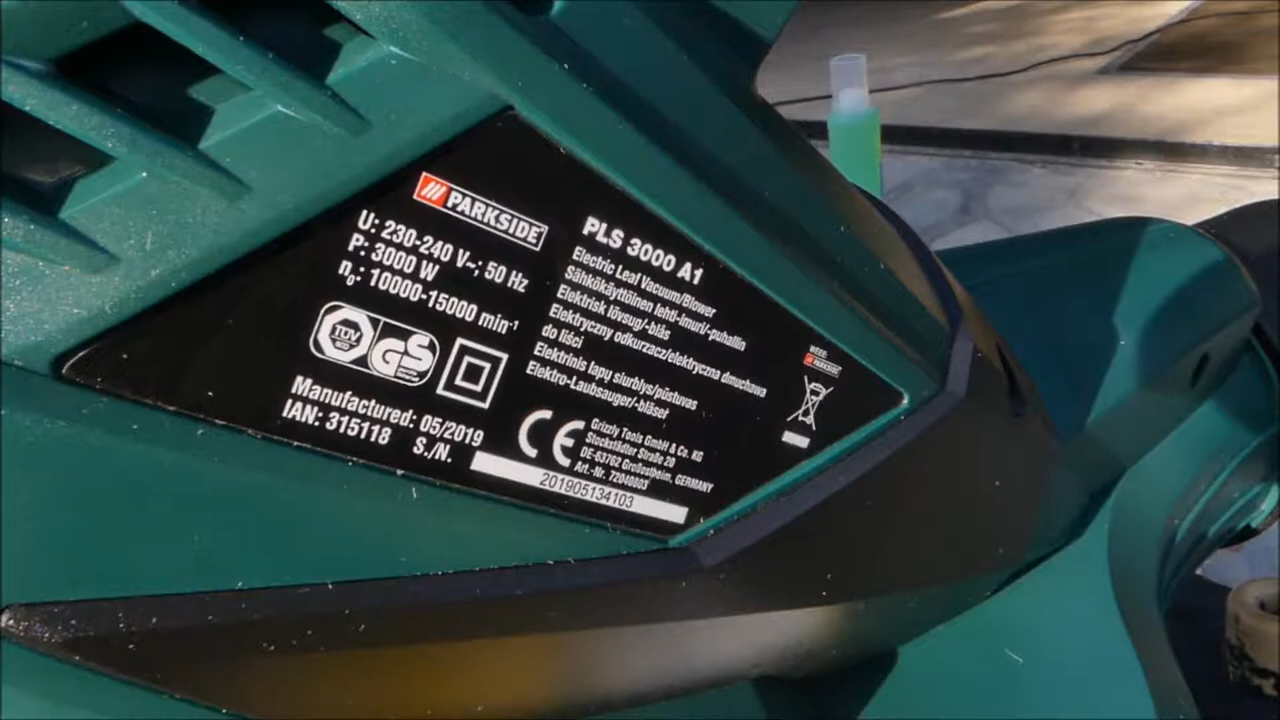 PARKSIDE
U: 230-240 V~; 50 Hz
P: 3000 W
n₀: 10000-15000 min⁻¹
TÜV
GS
Manufactured: 05/2019
IAN: 315118 S./N.
201905134103
PLS 3000 A1
Electric Leaf Vacuum/Blower
Sähkökäyttöinen lehti-imuri/-puhallin
Elektrisk lövsug/-blås
Elektryczny odkurzacz/elektryczna dmuchawa
do liści
Elektrinis lapų siurblys/pūstuvas
Elektro-Laubsauger/-bläser
CE
Grizzly Tools GmbH & Co. KG
Stockstädter Straße 20
DE-63762 Großostheim, GERMANY
Art.-Nr. 72040003
WEEE:
PARKSIDE